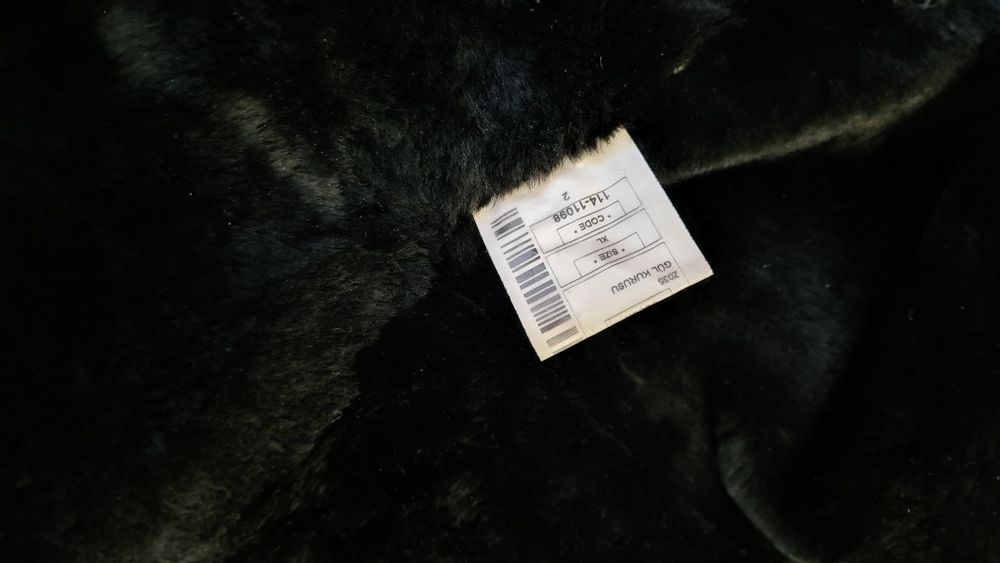 Z036
GÜL KURUSU
* SIZE *
XL
* CODE *
114-11098
2